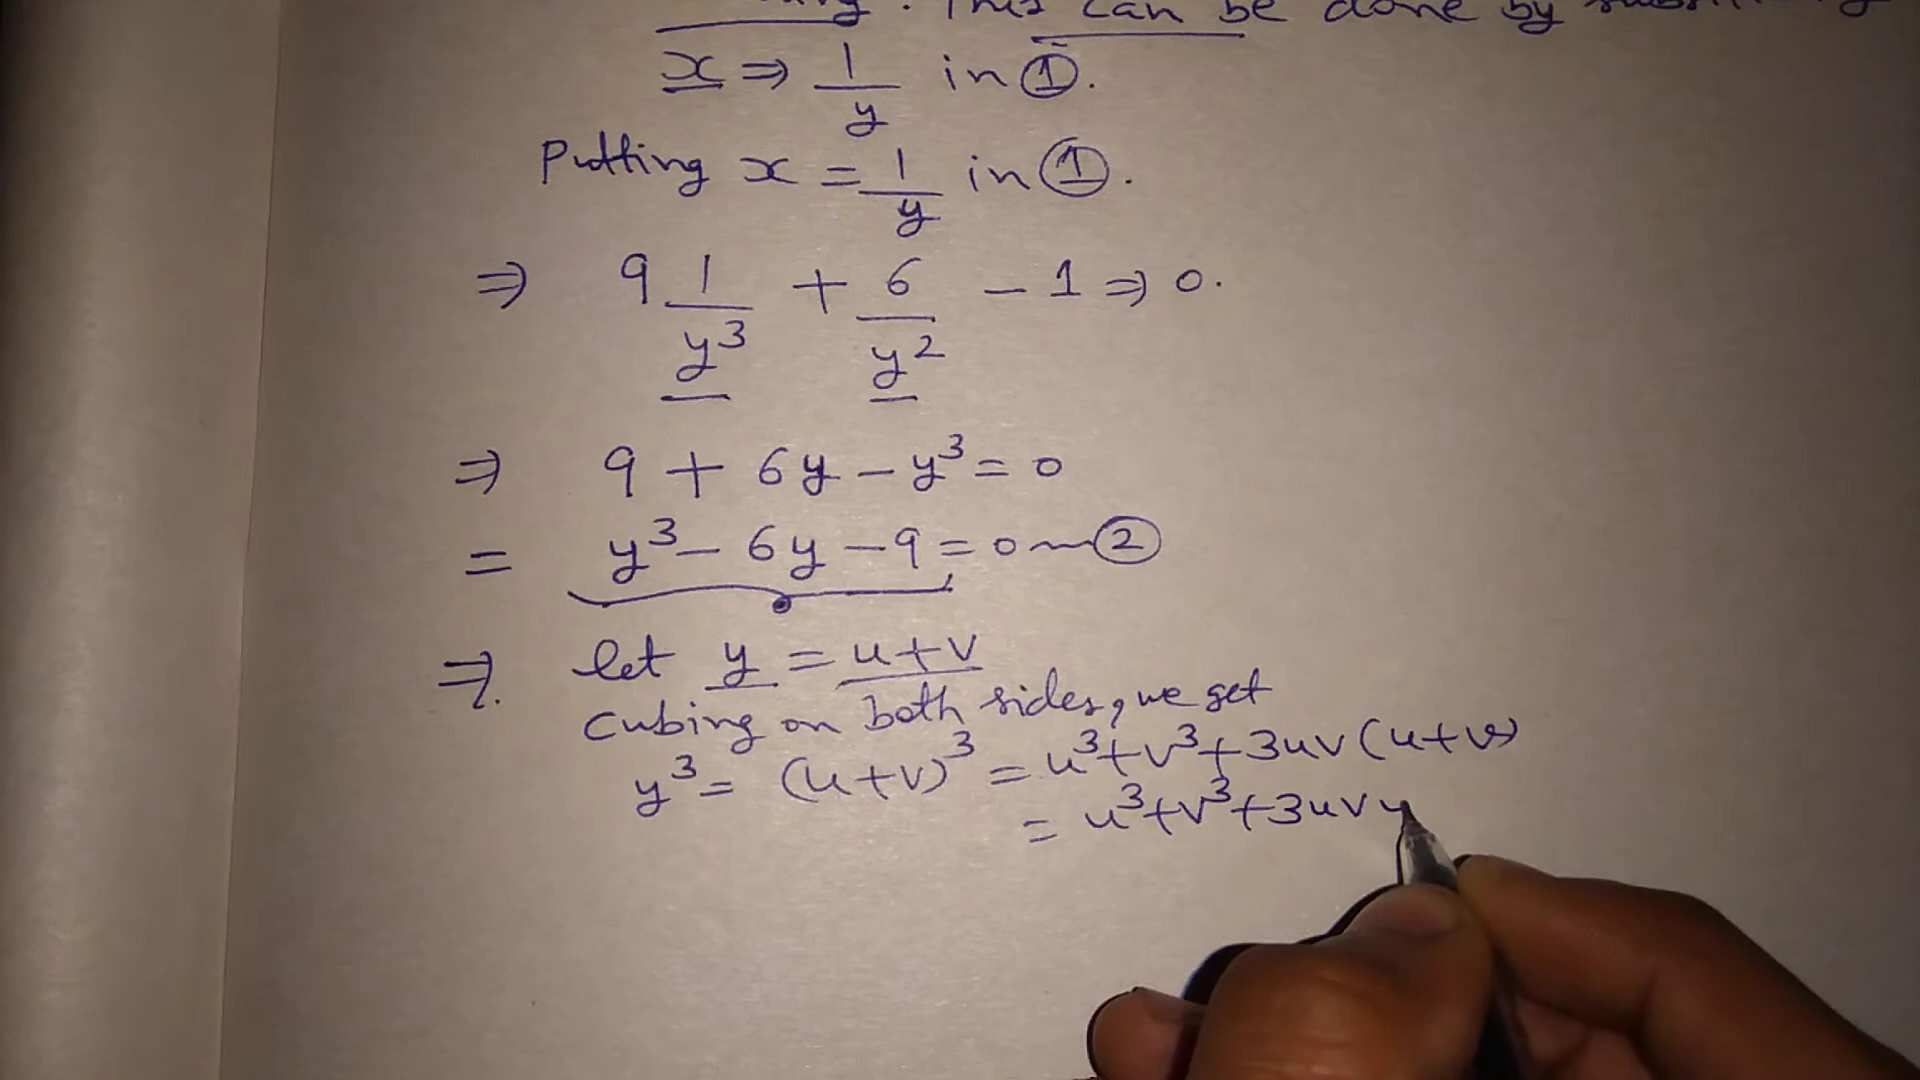 This can be done by
x ⇒ 1/y in ①.
Putting x = 1/y in ①.
⇒ 9 1/y³ + 6/y² - 1 ⇒ 0.
⇒ 9 + 6y - y³ = 0
= y³ - 6y - 9 = 0 ~ ②
⇒. let y = u+v
Cubing on both sides, we get
y³ = (u+v)³ = u³+v³+3uv(u+v)
= u³+v³+3uvy